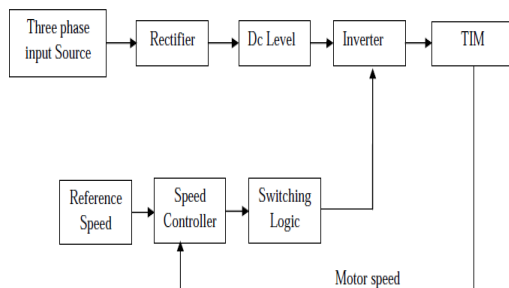 Three phase
input Source
Rectifier
Dc Level
Inverter
TIM
Reference
Speed
Speed
Controller
Switching
Logic
Motor speed